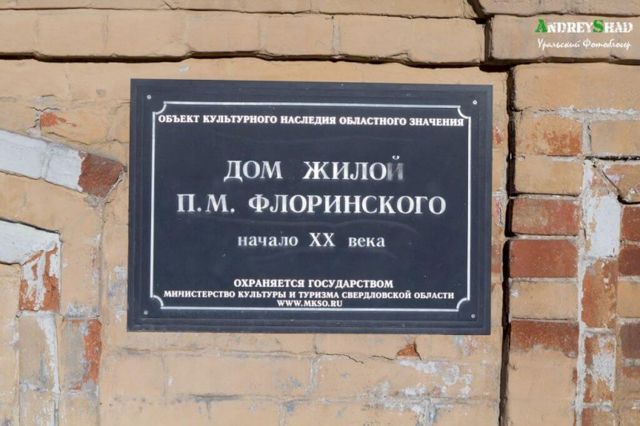 AndreyShad
Уральский Фотоблогер
ОБЪЕКТ КУЛЬТУРНОГО НАСЛЕДИЯ ОБЛАСТНОГО ЗНАЧЕНИЯ
ДОМ ЖИЛОЙ
П.М. ФЛОРИНСКОГО
начало XX века
ОХРАНЯЕТСЯ ГОСУДАРСТВОМ
МИНИСТЕРСТВО КУЛЬТУРЫ И ТУРИЗМА СВЕРДЛОВСКОЙ ОБЛАСТИ
WWW.MKSO.RU